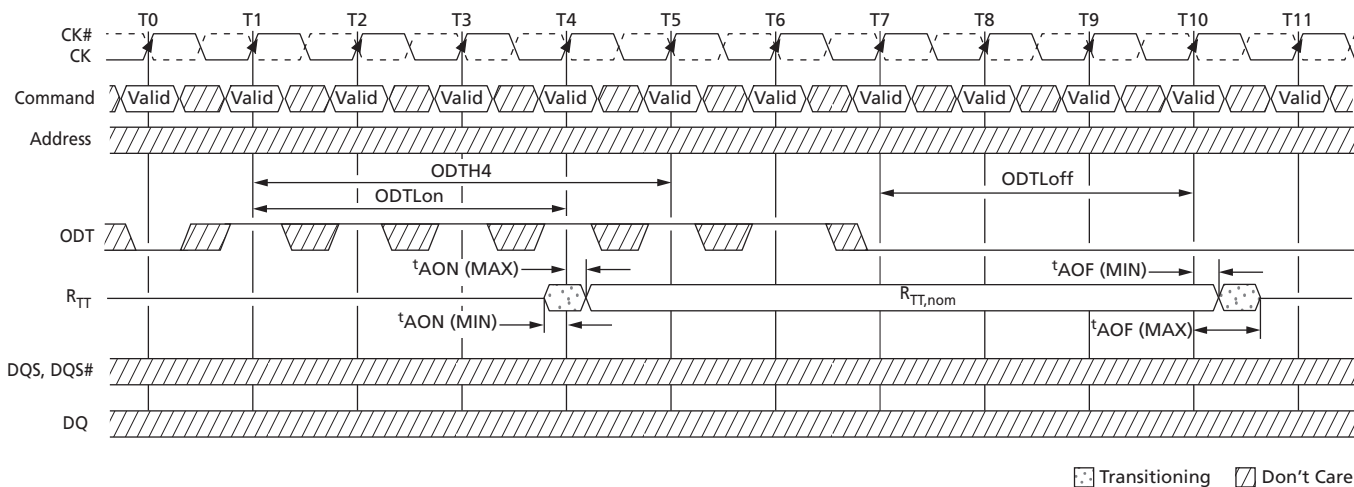 T0 T1 T2 T3 T4 T5 T6 T7 T8 T9 T10 T11
CK#
CK
Command Valid Valid Valid Valid Valid Valid Valid Valid Valid Valid Valid Valid
Address
ODTH4
ODTLoff
ODTLon
ODT
tAON (MAX) tAOF (MIN)
RTT RTT,nom
tAON (MIN) tAOF (MAX)
DQS, DQS#
DQ
Transitioning Don't Care